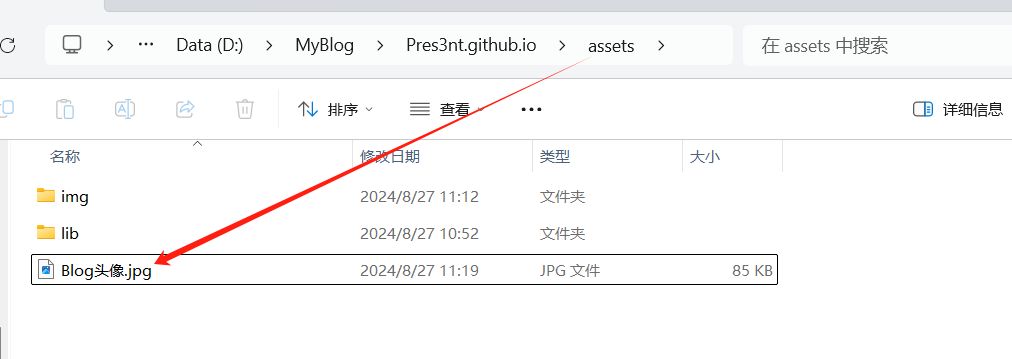 Data (D:) MyBlog Pres3nt.github.io assets 在 assets 中搜索
排序 查看 详细信息
名称 修改日期 类型 大小
img 2024/8/27 11:12 文件夹
lib 2024/8/27 10:52 文件夹
Blog头像.jpg 2024/8/27 11:19 JPG 文件 85 KB